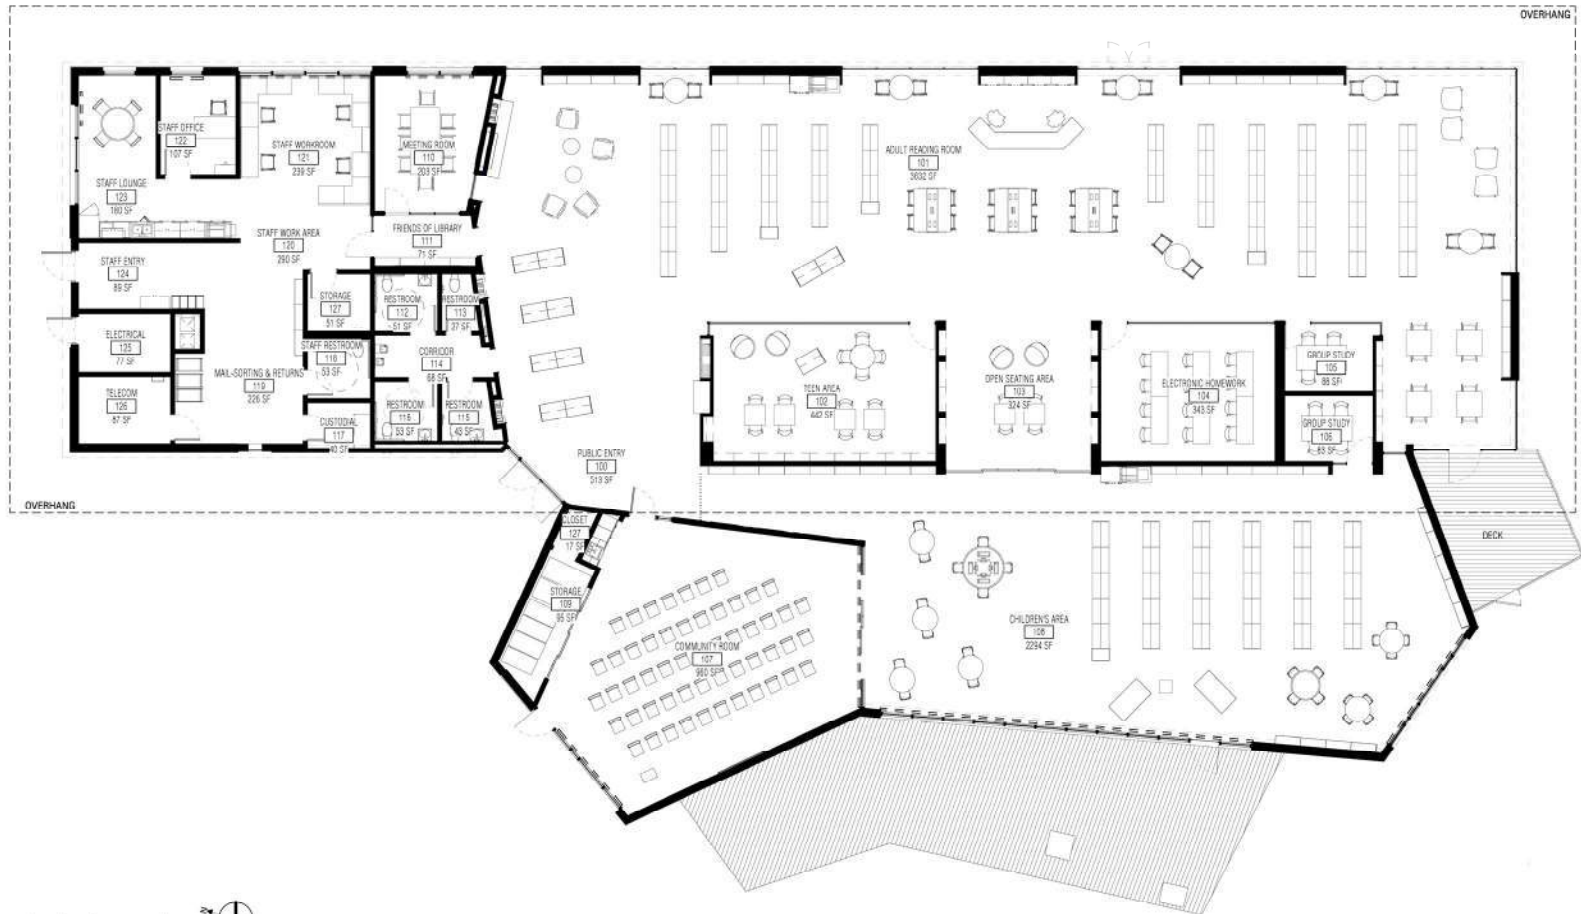 OVERHANG
STAFF OFFICE
122
107 SF
STAFF WORKROOM
121
239 SF
MEETING ROOM
110
203 SF
ADULT READING ROOM
101
3632 SF
STAFF LOUNGE
123
180 SF
STAFF WORK AREA
120
290 SF
FRIENDS OF LIBRARY
111
71 SF
STAFF ENTRY
124
89 SF
STORAGE
127
51 SF
RESTROOM
112
51 SF
RESTROOM
113
37 SF
ELECTRICAL
125
77 SF
STAFF RESTROOM
118
53 SF
CORRIDOR
114
68 SF
MAIL-SORTING & RETURNS
119
226 SF
TELECOM
126
87 SF
CUSTODIAL
117
40 SF
RESTROOM
116
53 SF
RESTROOM
115
43 SF
TEEN AREA
102
442 SF
OPEN SEATING AREA
103
324 SF
ELECTRONIC HOMEWORK
104
343 SF
GROUP STUDY
105
88 SF
GROUP STUDY
106
83 SF
PUBLIC ENTRY
100
513 SF
OVERHANG
CLOSET
127
17 SF
DECK
STORAGE
109
95 SF
COMMUNITY ROOM
107
960 SF
CHILDREN'S AREA
108
2294 SF
N